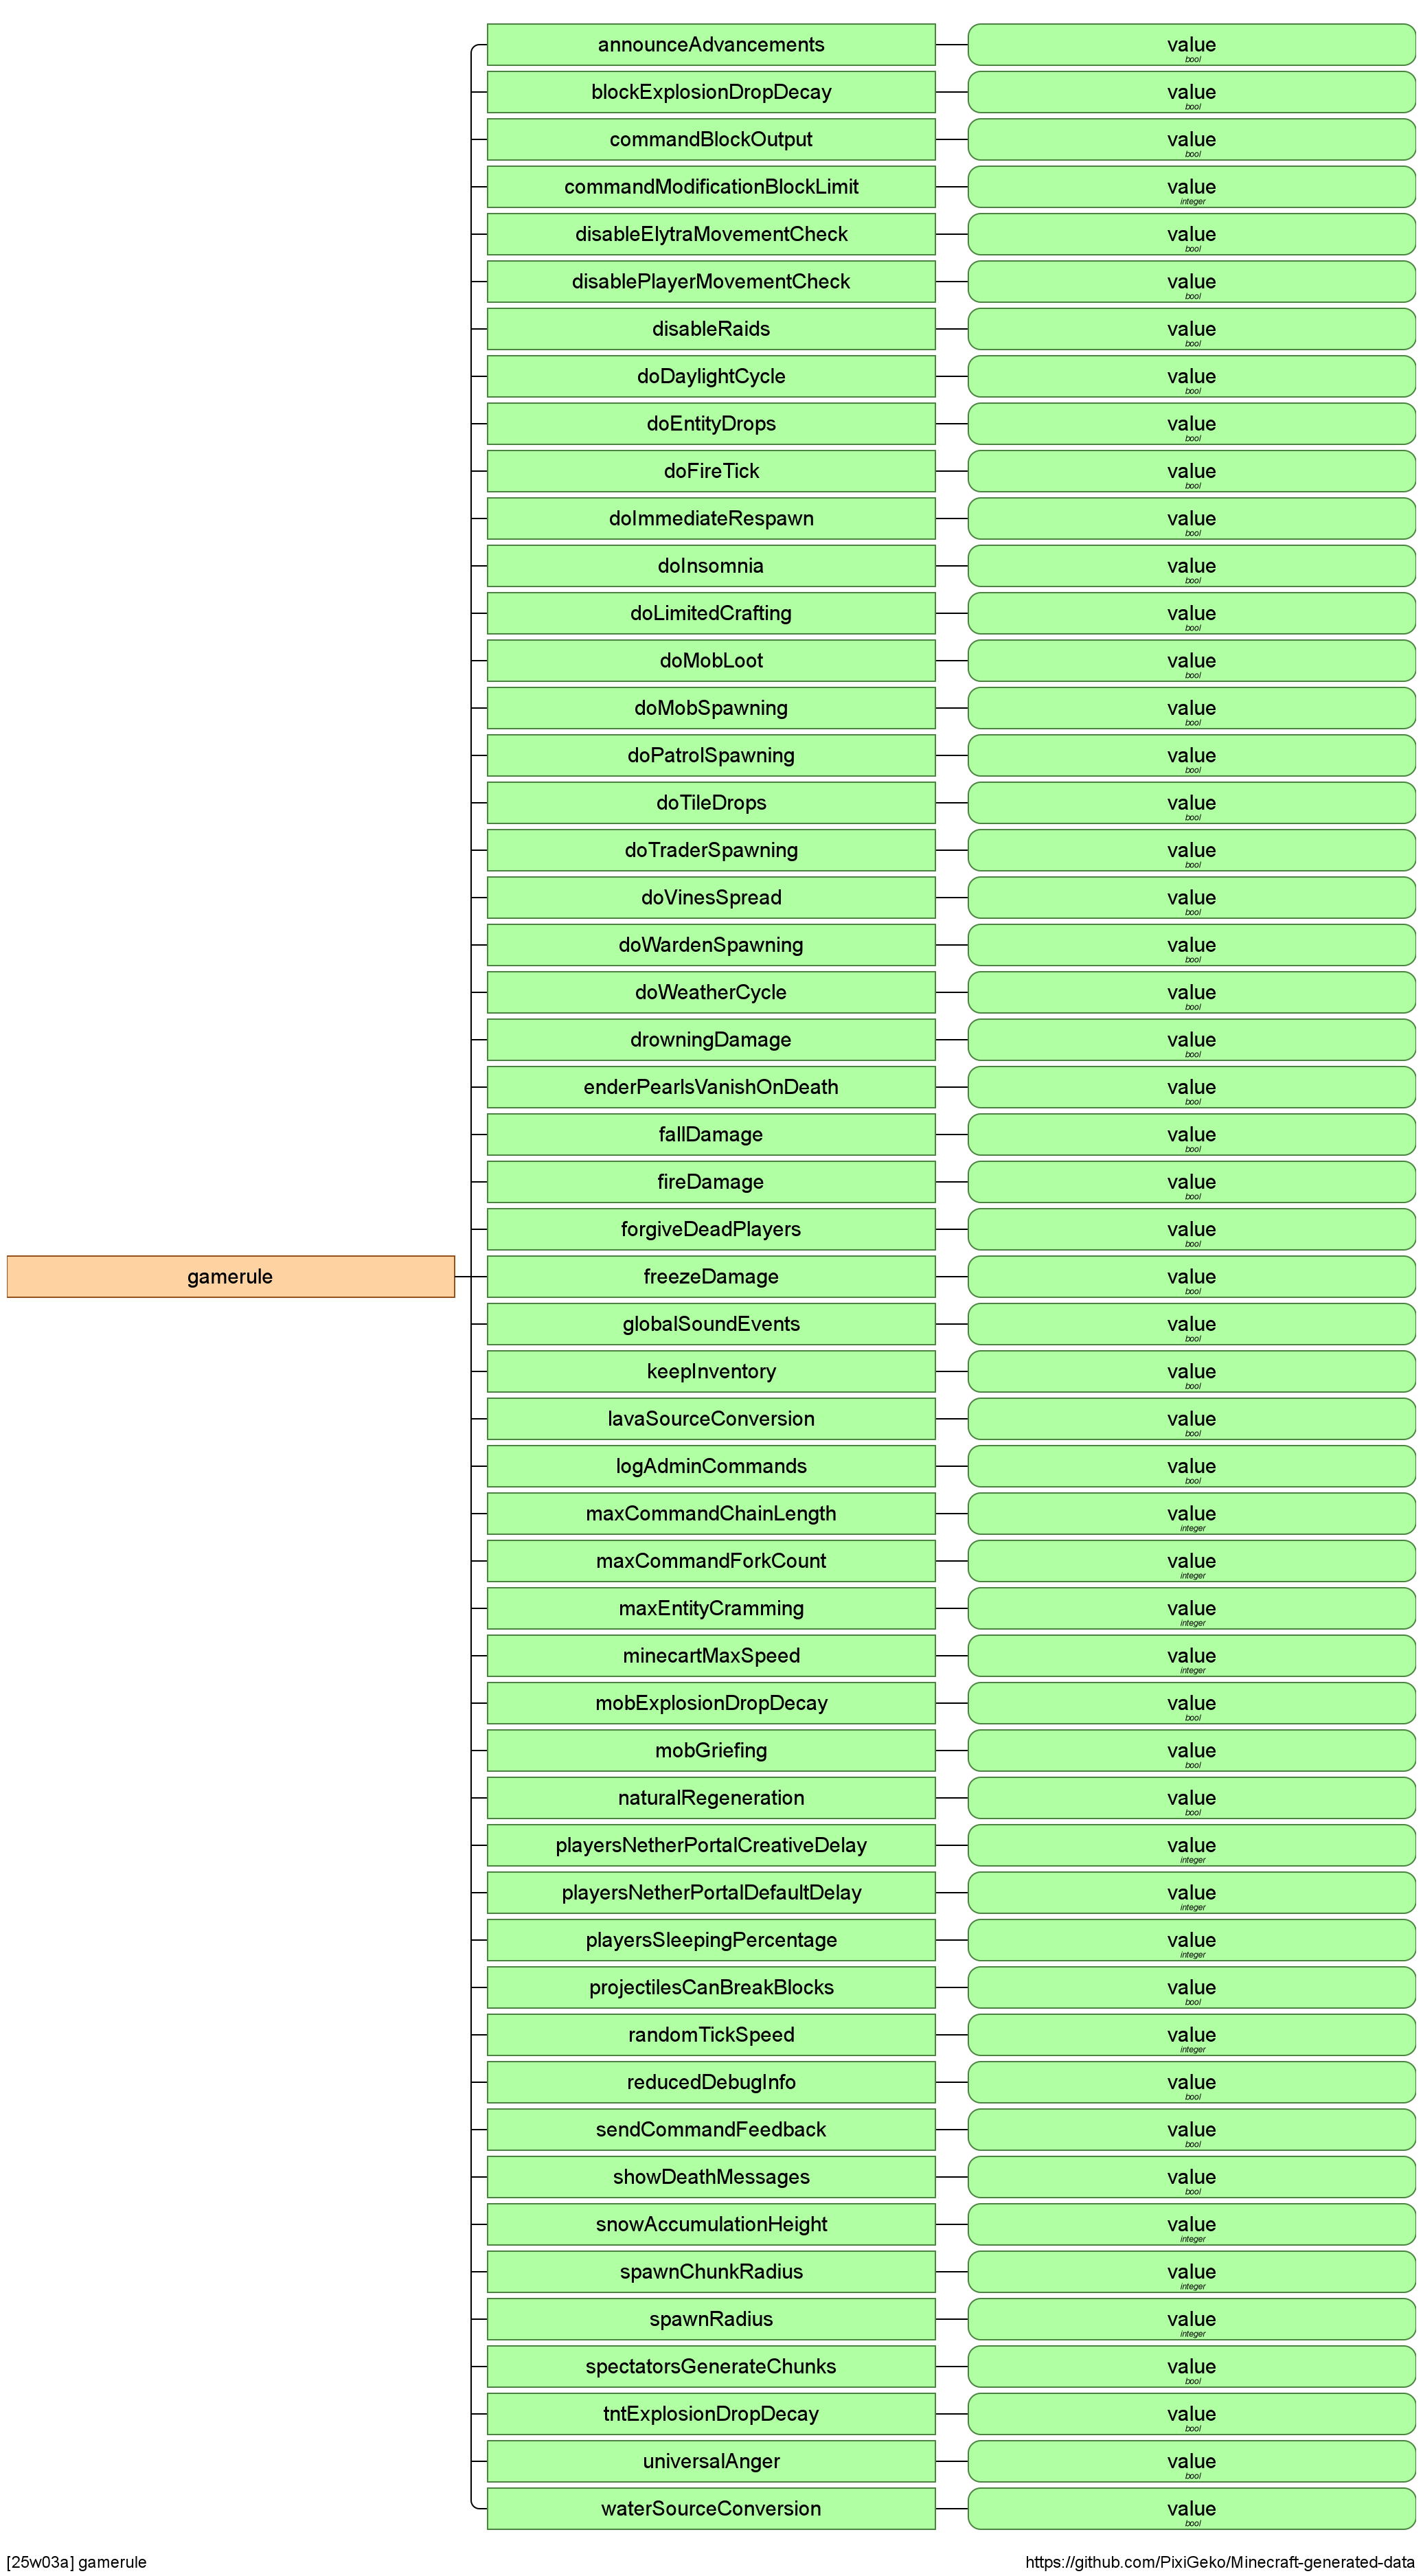 announceAdvancements value
bool
blockExplosionDropDecay value
bool
commandBlockOutput value
bool
commandModificationBlockLimit value
integer
disableElytraMovementCheck value
bool
disablePlayerMovementCheck value
bool
disableRaids value
bool
doDaylightCycle value
bool
doEntityDrops value
bool
doFireTick value
bool
doImmediateRespawn value
bool
doInsomnia value
bool
doLimitedCrafting value
bool
doMobLoot value
bool
doMobSpawning value
bool
doPatrolSpawning value
bool
doTileDrops value
bool
doTraderSpawning value
bool
doVinesSpread value
bool
doWardenSpawning value
bool
doWeatherCycle value
bool
drowningDamage value
bool
enderPearlsVanishOnDeath value
bool
fallDamage value
bool
fireDamage value
bool
forgiveDeadPlayers value
bool
gamerule freezeDamage value
bool
globalSoundEvents value
bool
keepInventory value
bool
lavaSourceConversion value
bool
logAdminCommands value
bool
maxCommandChainLength value
integer
maxCommandForkCount value
integer
maxEntityCramming value
integer
minecartMaxSpeed value
integer
mobExplosionDropDecay value
bool
mobGriefing value
bool
naturalRegeneration value
bool
playersNetherPortalCreativeDelay value
integer
playersNetherPortalDefaultDelay value
integer
playersSleepingPercentage value
integer
projectilesCanBreakBlocks value
bool
randomTickSpeed value
integer
reducedDebugInfo value
bool
sendCommandFeedback value
bool
showDeathMessages value
bool
snowAccumulationHeight value
integer
spawnChunkRadius value
integer
spawnRadius value
integer
spectatorsGenerateChunks value
bool
tntExplosionDropDecay value
bool
universalAnger value
bool
waterSourceConversion value
bool
[25w03a] gamerule https://github.com/PixiGeko/Minecraft-generated-data